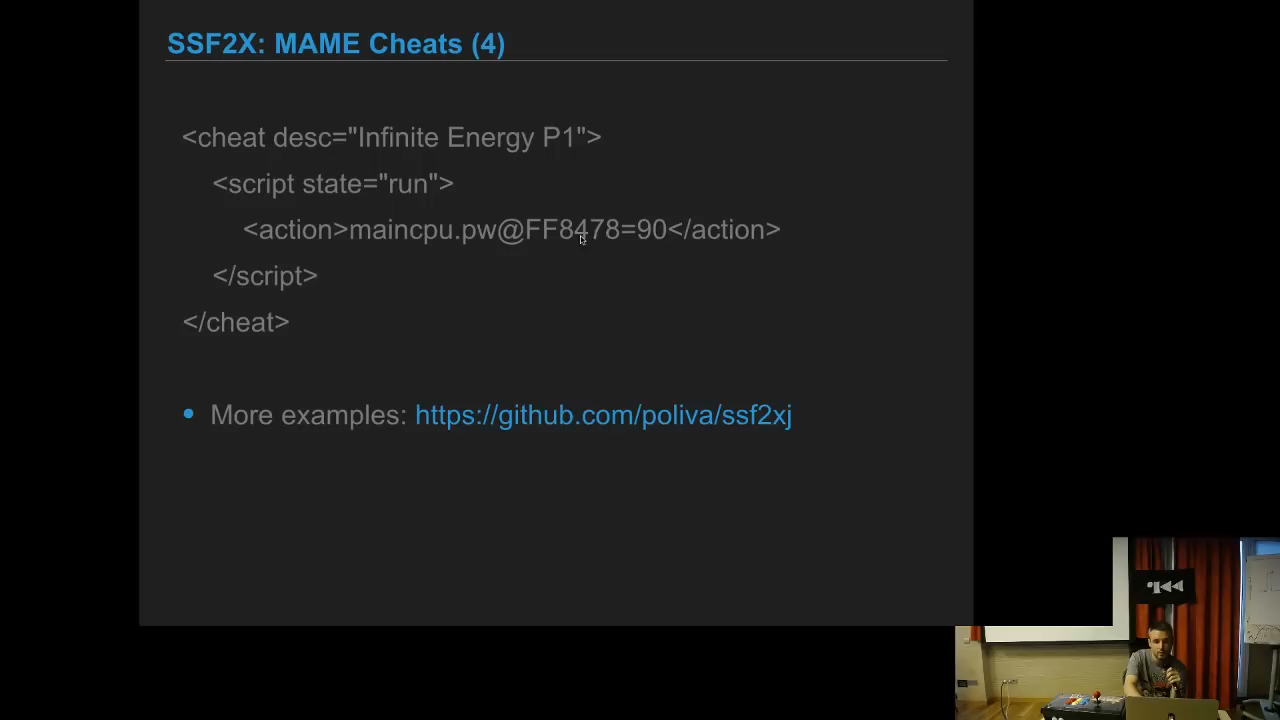 SSF2X: MAME Cheats (4)
<cheat desc="Infinite Energy P1">
<script state="run">
<action>maincpu.pw@FF8478=90</action>
</script>
</cheat>
More examples: https://github.com/poliva/ssf2xj